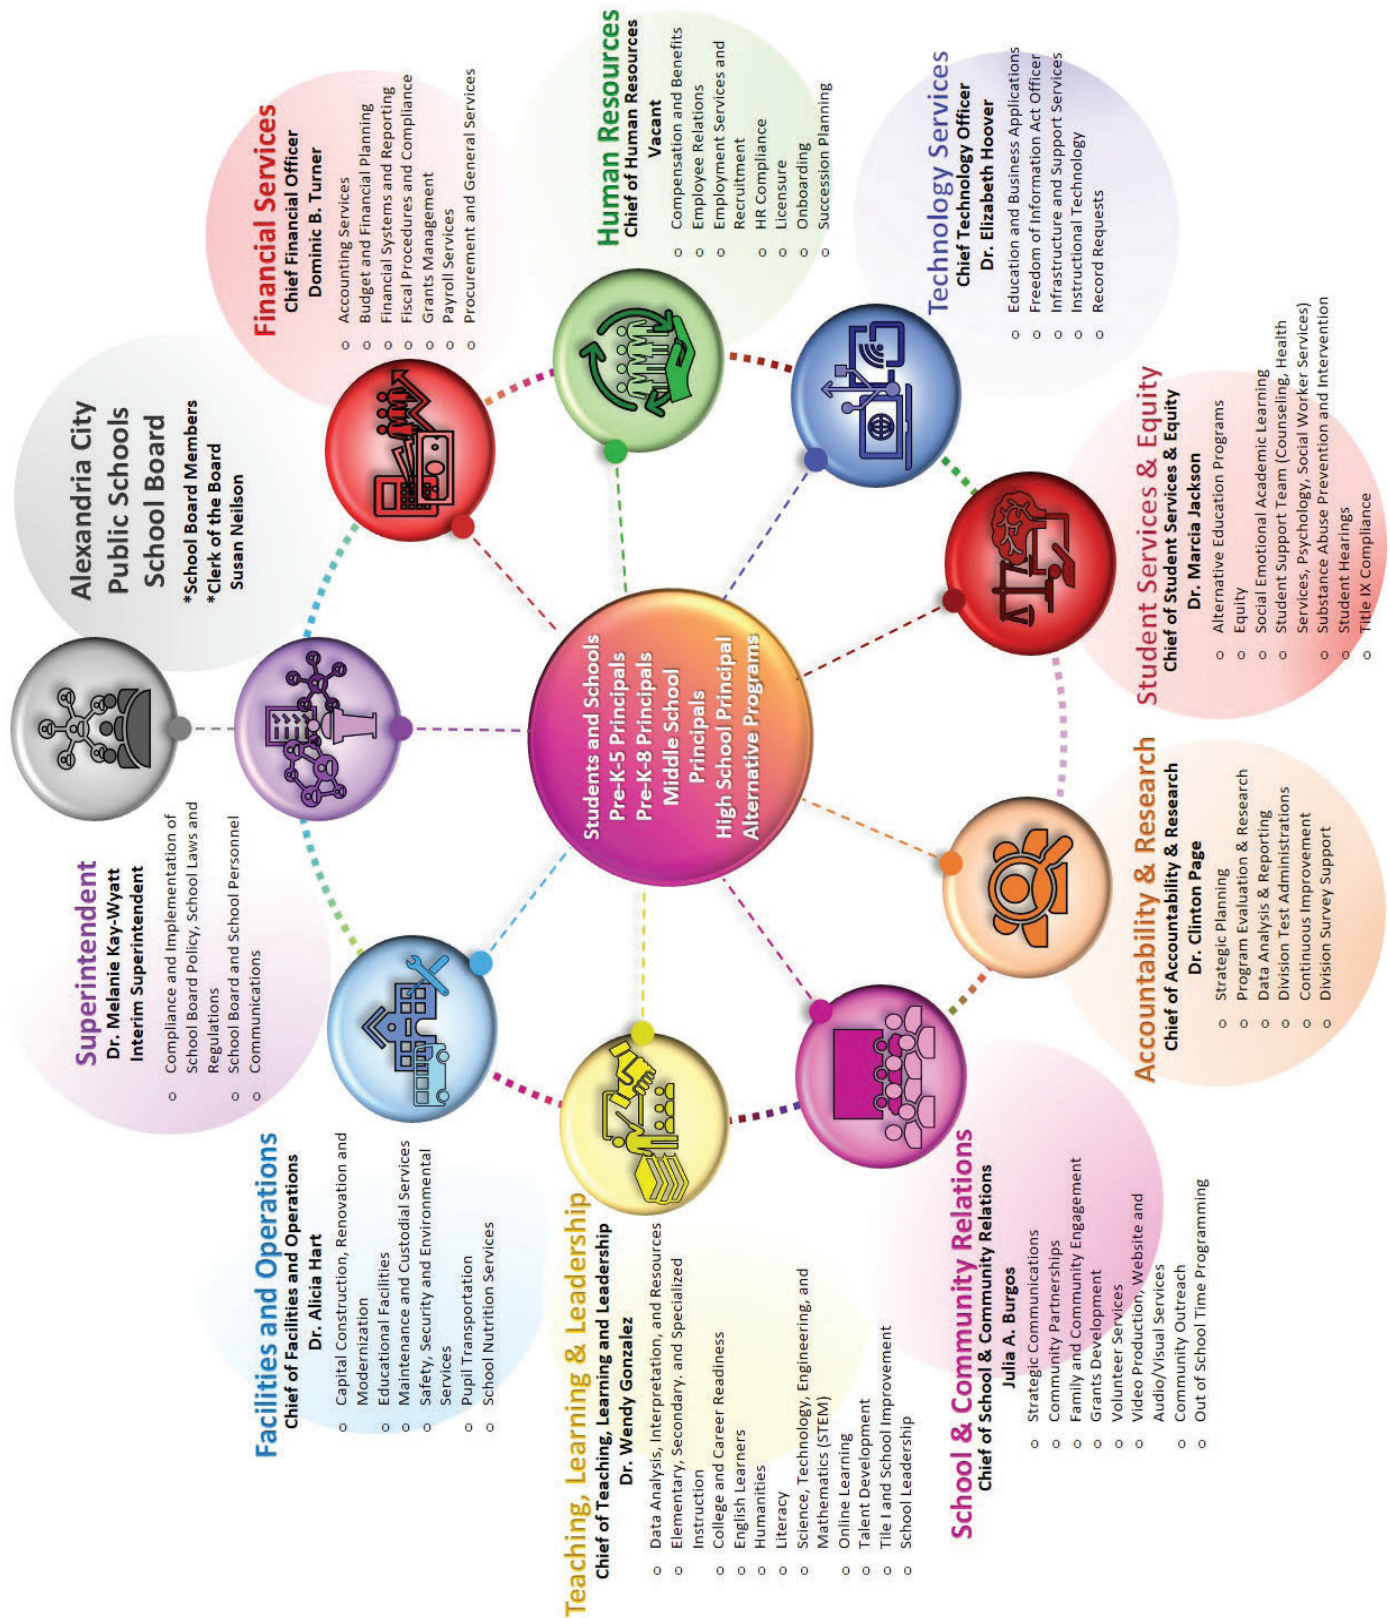 Alexandria City
Public Schools
School Board
*School Board Members
*Clerk of the Board
Susan Neilson
Superintendent
Dr. Melanie Kay-Wyatt
Interim Superintendent
o Compliance and Implementation of
School Board Policy, School Laws and
Regulations
o School Board and School Personnel
o Communications
Financial Services
Chief Financial Officer
Dominic B. Turner
o Accounting Services
o Budget and Financial Planning
o Financial Systems and Reporting
o Fiscal Procedures and Compliance
o Grants Management
o Payroll Services
o Procurement and General Services
Human Resources
Chief of Human Resources
Vacant
o Compensation and Benefits
o Employee Relations
o Employment Services and
Recruitment
o HR Compliance
o Licensure
o Onboarding
o Succession Planning
Technology Services
Chief Technology Officer
Dr. Elizabeth Hoover
o Education and Business Applications
o Freedom of Information Act Officer
o Infrastructure and Support Services
o Instructional Technology
o Record Requests
Student Services & Equity
Chief of Student Services & Equity
Dr. Marcia Jackson
o Alternative Education Programs
o Equity
o Social Emotional Academic Learning
o Student Support Team (Counseling, Health
Services, Psychology, Social Worker Services)
o Substance Abuse Prevention and Intervention
o Student Hearings
o Title IX Compliance
Accountability & Research
Chief of Accountability & Research
Dr. Clinton Page
o Strategic Planning
o Program Evaluation & Research
o Data Analysis & Reporting
o Division Test Administrations
o Continuous Improvement
o Division Survey Support
School & Community Relations
Chief of School & Community Relations
Julia A. Burgos
o Strategic Communications
o Community Partnerships
o Family and Community Engagement
o Grants Development
o Volunteer Services
o Video Production, Website and
Audio/Visual Services
o Community Outreach
o Out of School Time Programming
Teaching, Learning & Leadership
Chief of Teaching, Learning and Leadership
Dr. Wendy Gonzalez
o Data Analysis, Interpretation, and Resources
o Elementary, Secondary. and Specialized
Instruction
o College and Career Readiness
o English Learners
o Humanities
o Literacy
o Science, Technology, Engineering, and
Mathematics (STEM)
o Online Learning
o Talent Development
o Tile I and School Improvement
o School Leadership
Facilities and Operations
Chief of Facilities and Operations
Dr. Alicia Hart
o Capital Construction, Renovation and
Modernization
o Educational Facilities
o Maintenance and Custodial Services
o Safety, Security and Environmental
Services
o Pupil Transportation
o School Nutrition Services
Students and Schools
Pre-K-5 Principals
Pre-K-8 Principals
Middle School
Principals
High School Principal
Alternative Programs